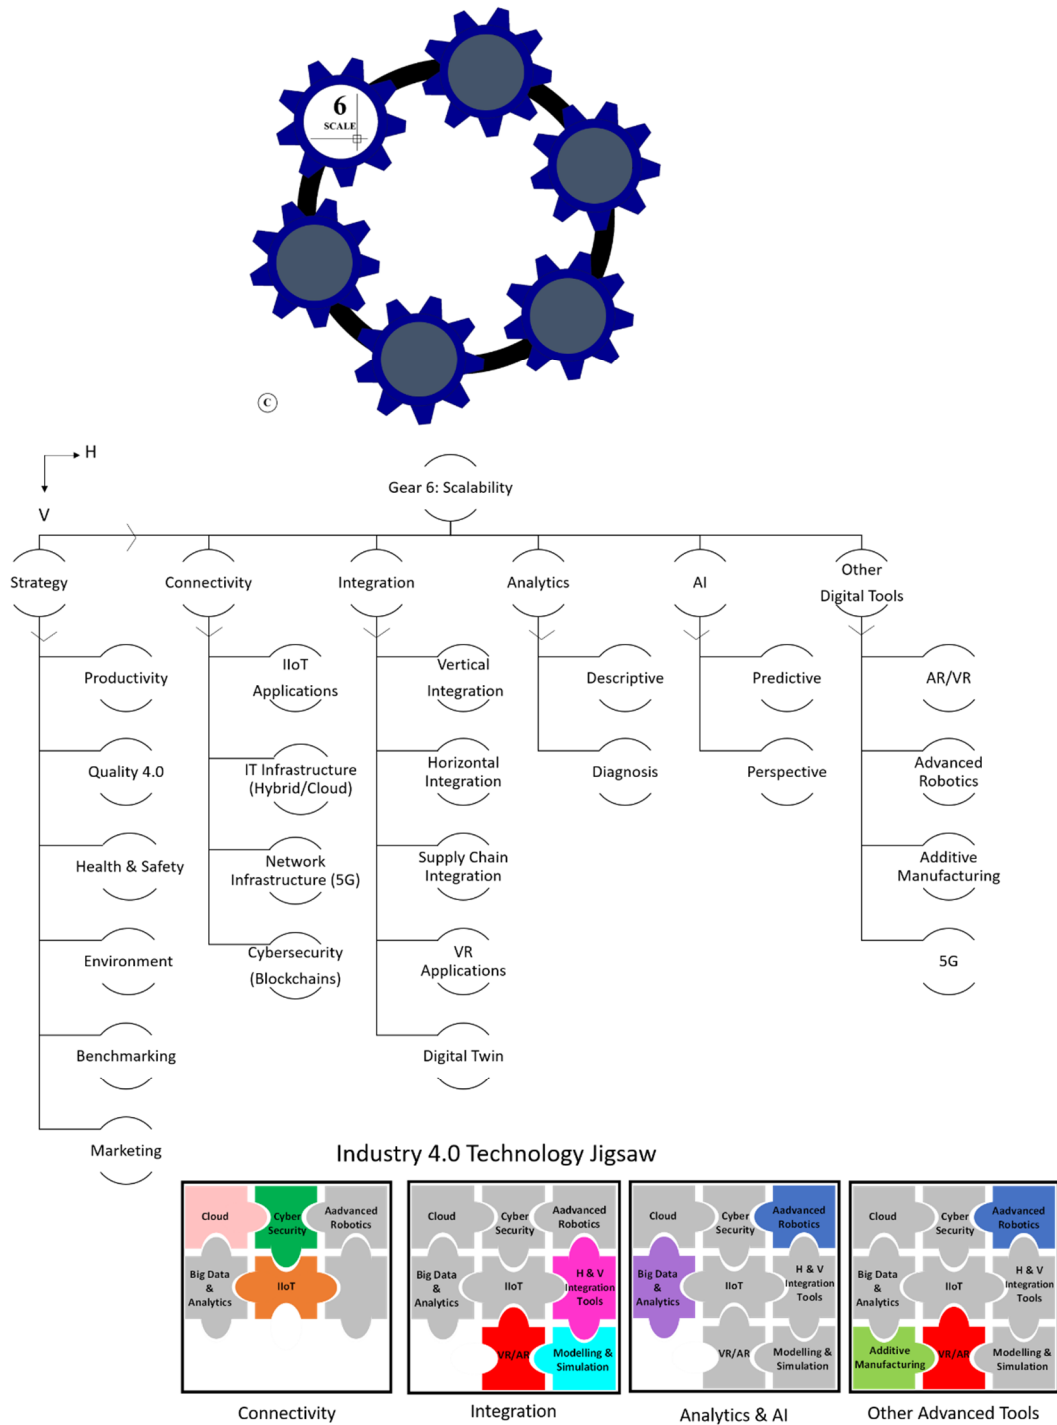 6
SCALE
C
H
V
Gear 6: Scalability
Strategy
Connectivity
Integration
Analytics
AI
Other
Digital Tools
Productivity
Quality 4.0
Health & Safety
Environment
Benchmarking
Marketing
IIoT
Applications
IT Infrastructure
(Hybrid/Cloud)
Network
Infrastructure (5G)
Cybersecurity
(Blockchains)
Vertical
Integration
Horizontal
Integration
Supply Chain
Integration
VR
Applications
Digital Twin
Descriptive
Diagnosis
Predictive
Perspective
AR/VR
Advanced
Robotics
Additive
Manufacturing
5G
Industry 4.0 Technology Jigsaw
Cloud
Cyber
Security
Aadvanced
Robotics
Big Data
&
Analytics
IIoT
Connectivity
Cloud
Cyber
Security
Aadvanced
Robotics
Big Data
&
Analytics
IIoT
H & V
Integration
Tools
VR/AR
Modelling &
Simulation
Integration
Cloud
Cyber
Security
Aadvanced
Robotics
Big Data
&
Analytics
IIoT
H & V
Integration
Tools
VR/AR
Modelling &
Simulation
Analytics & AI
Cloud
Cyber
Security
Aadvanced
Robotics
Big Data
&
Analytics
IIoT
H & V
Integration
Tools
Additive
Manufacturing
VR/AR
Modelling &
Simulation
Other Advanced Tools